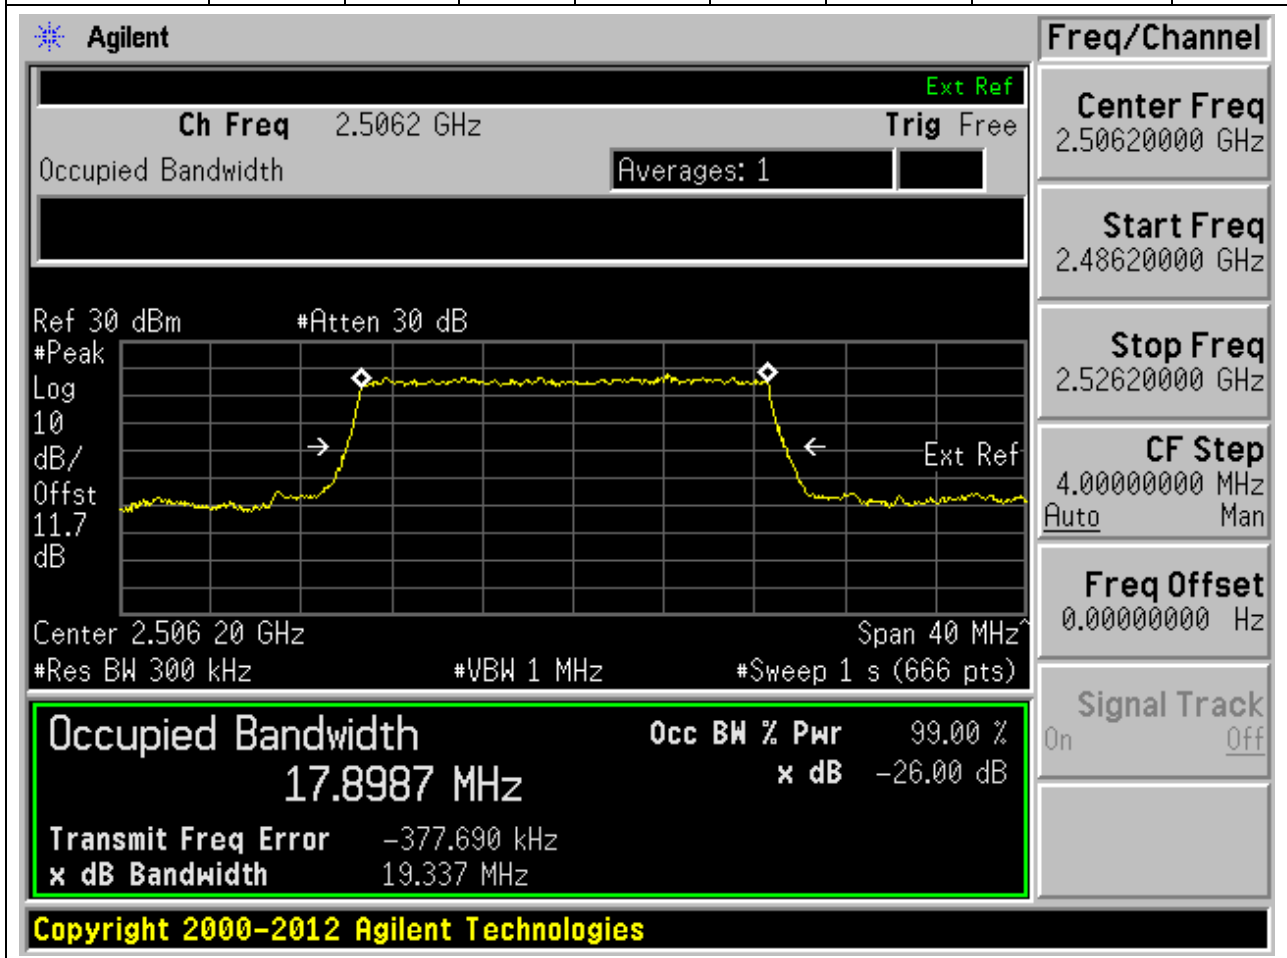 Agilent
Freq/Channel
Ext Ref
Ch Freq 2.5062 GHz Trig Free
Occupied Bandwidth Averages: 1
Center Freq
2.50620000 GHz
Start Freq
2.48620000 GHz
Stop Freq
2.52620000 GHz
CF Step
4.00000000 MHz
Auto Man
Freq Offset
0.00000000 Hz
Signal Track
On Off
Ref 30 dBm #Atten 30 dB
#Peak
Log
10
dB/
Offst
11.7
dB
Ext Ref
Center 2.506 20 GHz Span 40 MHz^
#Res BW 300 kHz #VBW 1 MHz #Sweep 1 s (666 pts)
Occupied Bandwidth Occ BW % Pwr 99.00 %
17.8987 MHz x dB -26.00 dB
Transmit Freq Error -377.690 kHz
x dB Bandwidth 19.337 MHz
Copyright 2000-2012 Agilent Technologies